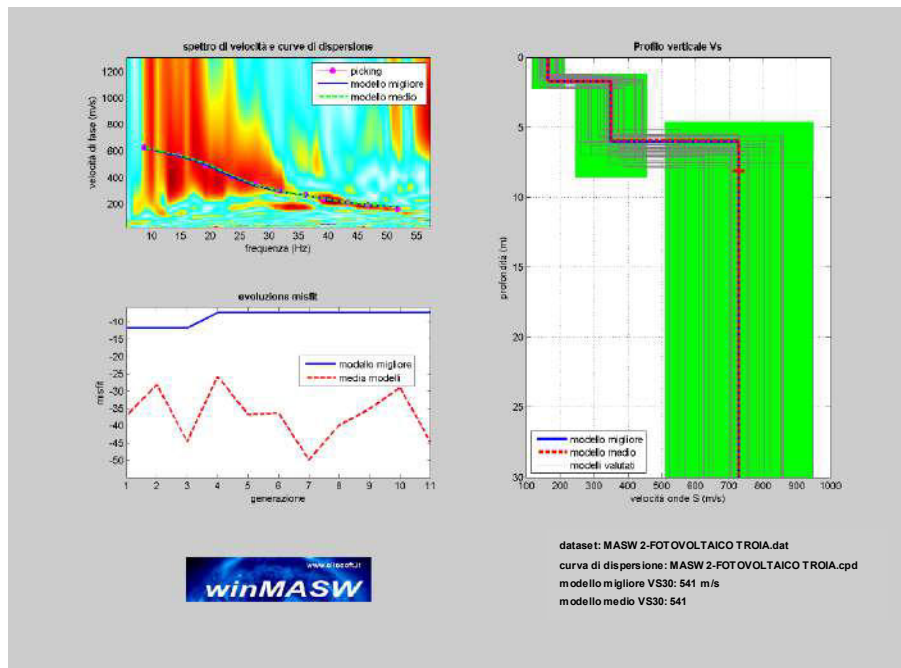 spettro di velocità e curve di dispersione
1200
1000
800
600
400
200
velocità di fase (m/s)
picking
modello migliore
modello medio
10
15
20
25
30
35
40
45
50
55
frequenza (Hz)
evoluzione misfit
-10
-15
-20
-25
-30
-35
-40
-45
-50
misfit
modello migliore
media modelli
1
2
3
4
5
6
7
8
9
10
11
generazione
Profilo verticale Vs
0
5
10
15
20
25
30
profondità (m)
modello migliore
modello medio
modelli valutati
100
200
300
400
500
600
700
800
900
1000
velocità onde S (m/s)
www.eliosoft.it
winMASW
dataset: MASW 2-FOTOVOLTAICO TROIA.dat
curva di dispersione: MASW 2-FOTOVOLTAICO TROIA.cpd
modello migliore VS30: 541 m/s
modello medio VS30: 541